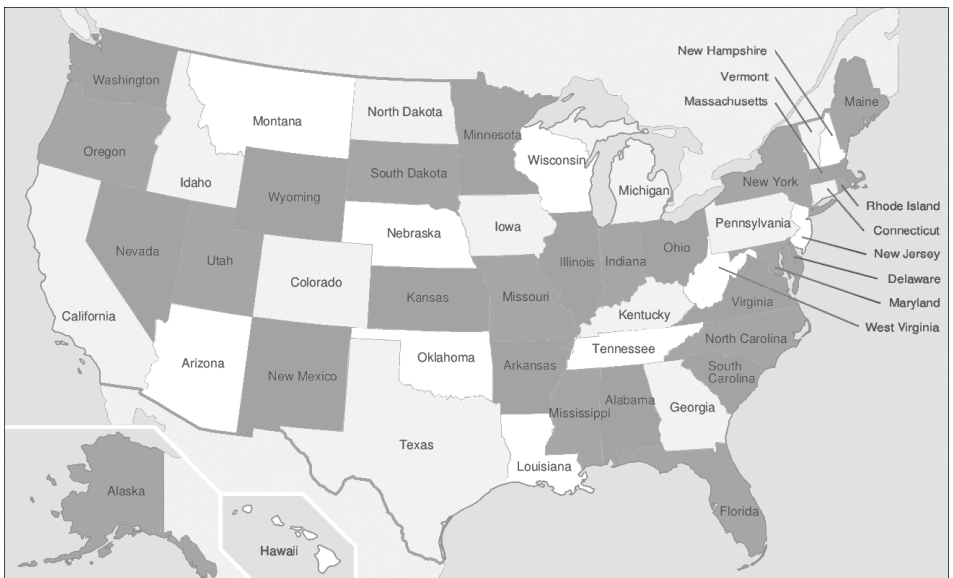 New Hampshire
Vermont
Massachusetts
Washington
Maine
North Dakota
Montana
Minnesota
Oregon
Wisconsin
South Dakota
Idaho
New York
Michigan
Wyoming
Rhode Island
Pennsylvania
Iowa
Connecticut
Nebraska
Ohio
Nevada
New Jersey
Utah
Illinois
Indiana
Delaware
Colorado
Kansas
Missouri
Virginia
Maryland
California
Kentucky
West Virginia
North Carolina
Tennessee
Oklahoma
Arizona
Arkansas
South
Carolina
New Mexico
Alabama
Georgia
Mississippi
Texas
Louisiana
Alaska
Florida
Hawaii